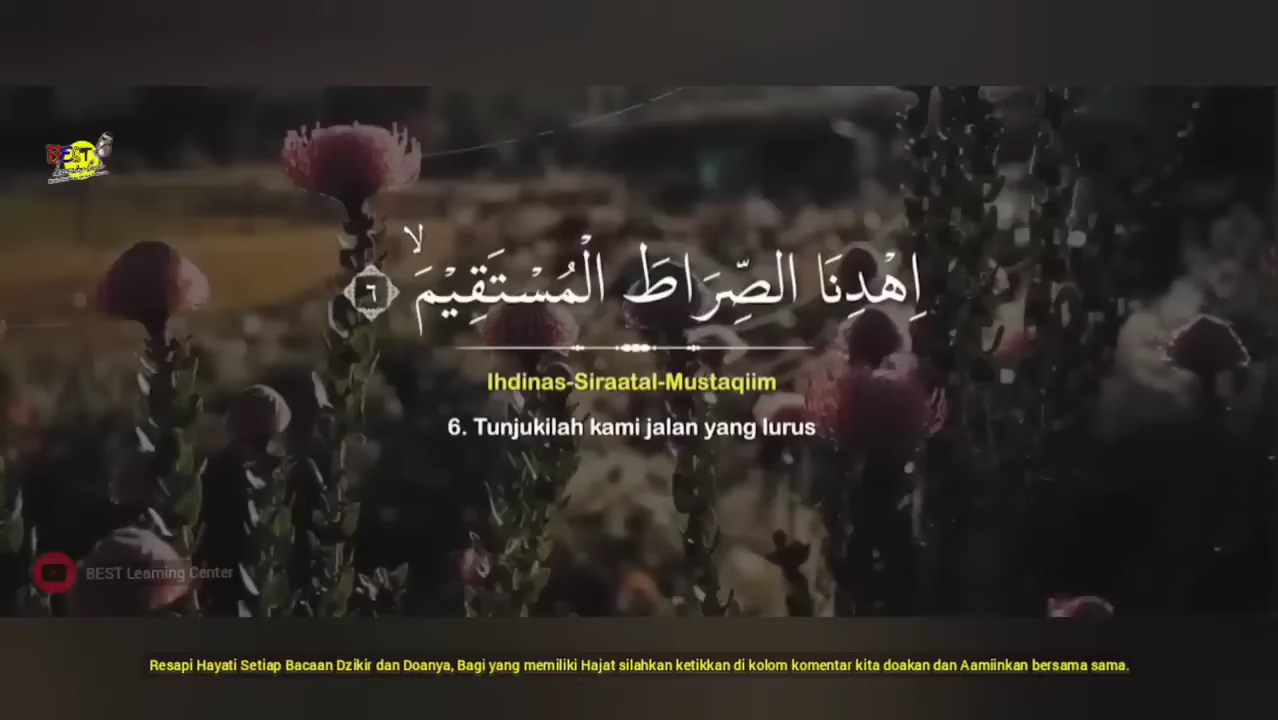 BEST
اِهْدِنَا الصِّرَاطَ الْمُسْتَقِيْمَ ۙ ٦
Ihdinas-Siraatal-Mustaqiim
6. Tunjukilah kami jalan yang lurus
BEST Learning Center
Resapi Hayati Setiap Bacaan Dzikir dan Doanya, Bagi yang memiliki Hajat silahkan ketikkan di kolom komentar kita doakan dan Aamiinkan bersama sama.